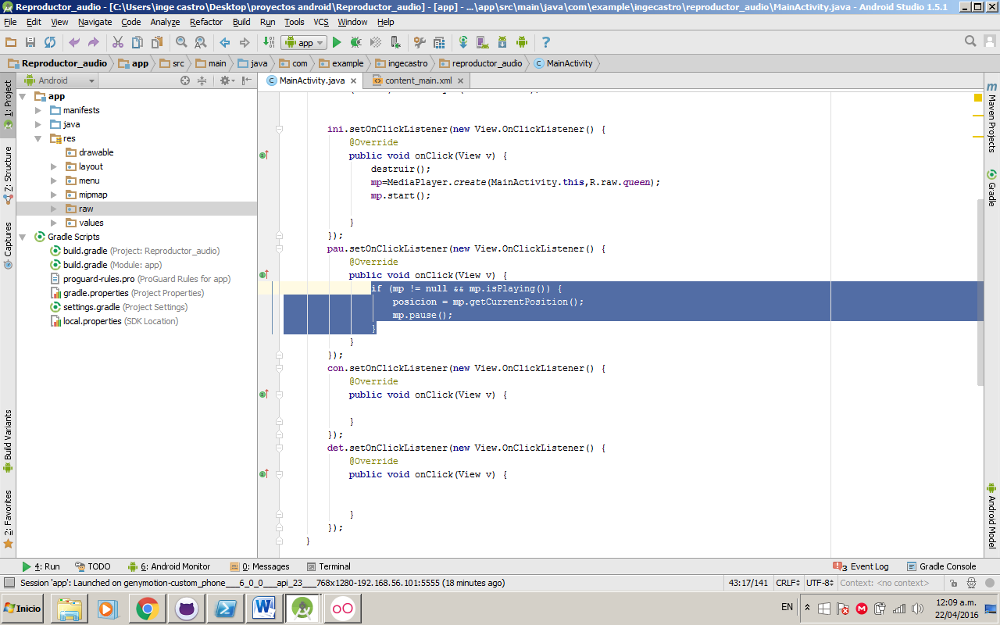 Reproductor_audio - [C:\Users\inge castro\Desktop\proyectos android\Reproductor_audio] - [app] - ...\app\src\main\java\com\example\ingecastro\reproductor_audio\MainActivity.java - Android Studio 1.5.1
File Edit View Navigate Code Analyze Refactor Build Run Tools VCS Window Help
app
Reproductor_audio app src main java com example ingecastro reproductor_audio MainActivity
Android
MainActivity.java content_main.xml
1: Project
7: Structure
Captures
Build Variants
2: Favorites
app
manifests
java
res
drawable
layout
menu
mipmap
raw
values
Gradle Scripts
build.gradle (Project: Reproductor_audio)
build.gradle (Module: app)
proguard-rules.pro (ProGuard Rules for app)
gradle.properties (Project Properties)
settings.gradle (Project Settings)
local.properties (SDK Location)
ini.setOnClickListener(new View.OnClickListener() {
@Override
public void onClick(View v) {
destruir();
mp=MediaPlayer.create(MainActivity.this,R.raw.queen);
mp.start();
}
});
pau.setOnClickListener(new View.OnClickListener() {
@Override
public void onClick(View v) {
if (mp != null && mp.isPlaying()) {
posicion = mp.getCurrentPosition();
mp.pause();
}
}
});
con.setOnClickListener(new View.OnClickListener() {
@Override
public void onClick(View v) {
}
});
det.setOnClickListener(new View.OnClickListener() {
@Override
public void onClick(View v) {
}
});
}
Maven Projects
Gradle
Android Model
4: Run TODO 6: Android Monitor 0: Messages Terminal 3 Event Log Gradle Console
Session 'app': Launched on genymotion-custom_phone___6_0_0___api_23___768x1280-192.168.56.101:5555 (18 minutes ago) 43:17/141 CRLF UTF-8 Context: <no context>
Inicio EN 12:09 a.m.
22/04/2016